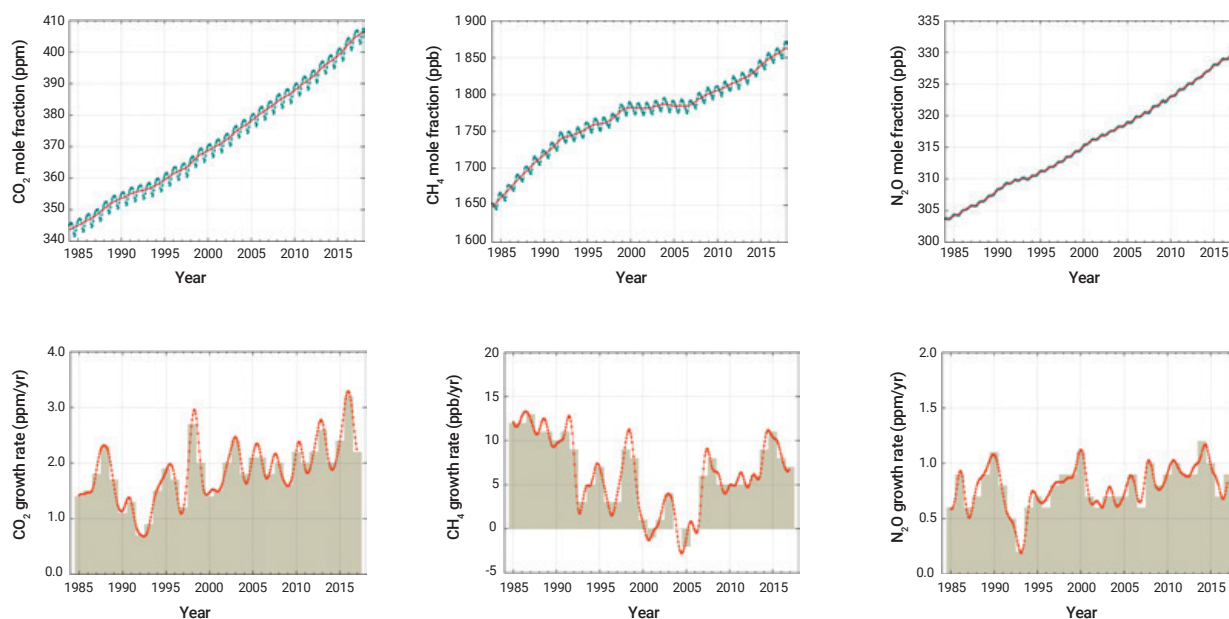 CO2 mole fraction (ppm)
410
400
390
380
370
360
350
340
1985 1990 1995 2000 2005 2010 2015
Year
CH4 mole fraction (ppb)
1 900
1 850
1 800
1 750
1 700
1 650
1 600
1985 1990 1995 2000 2005 2010 2015
Year
N2O mole fraction (ppb)
335
330
325
320
315
310
305
300
1985 1990 1995 2000 2005 2010 2015
Year
CO2 growth rate (ppm/yr)
4.0
3.0
2.0
1.0
0.0
1985 1990 1995 2000 2005 2010 2015
Year
CH4 growth rate (ppb/yr)
20
15
10
5
0
-5
1985 1990 1995 2000 2005 2010 2015
Year
N2O growth rate (ppm/yr)
2.0
1.5
1.0
0.5
0.0
1985 1990 1995 2000 2005 2010 2015
Year